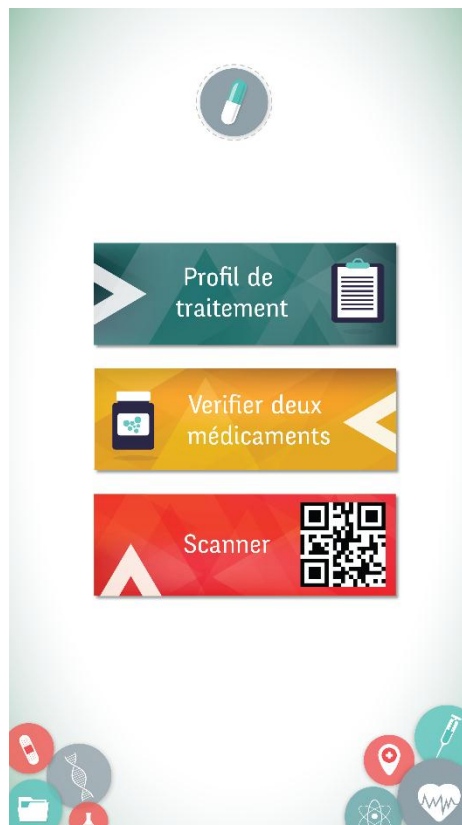 Profil de
traitement
Verifier deux
médicaments
Scanner